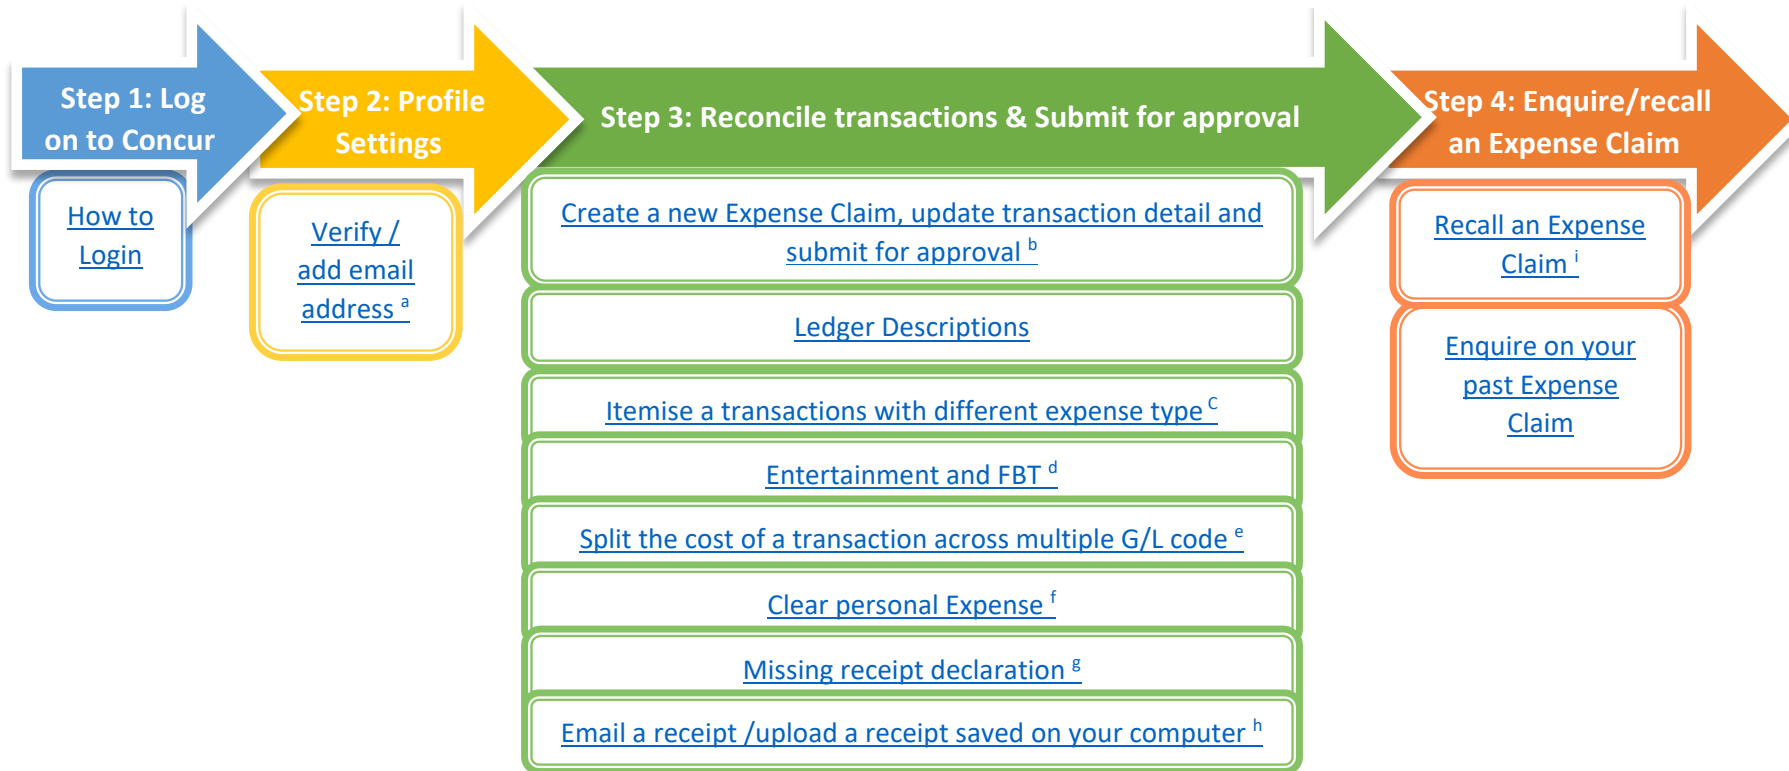 Step 1: Log
on to Concur
How to
Login
Step 2: Profile
Settings
Verify /
add email
address a
Step 3: Reconcile transactions & Submit for approval
Create a new Expense Claim, update transaction detail and
submit for approval b
Ledger Descriptions
Itemise a transactions with different expense type C
Entertainment and FBT d
Split the cost of a transaction across multiple G/L code e
Clear personal Expense f
Missing receipt declaration g
Email a receipt /upload a receipt saved on your computer h
Step 4: Enquire/recall
an Expense Claim
Recall an Expense
Claim i
Enquire on your
past Expense
Claim